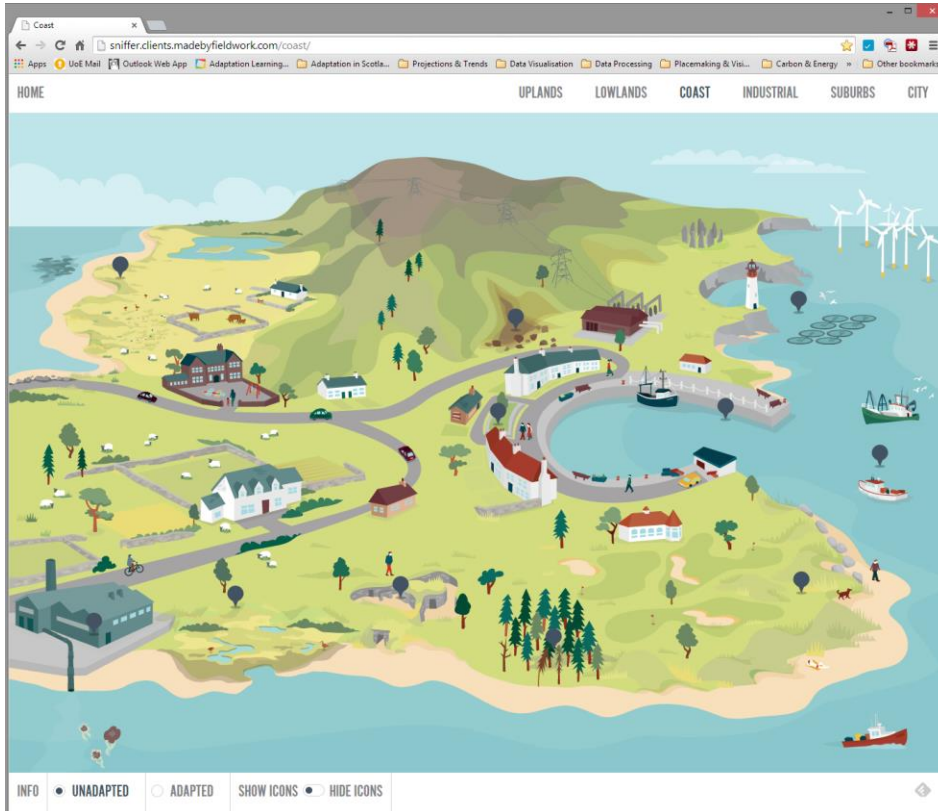 Coast
sniffer.clients.madebyfieldwork.com/coast/
Apps UoE Mail Outlook Web App Adaptation Learning... Adaptation in Scotla... Projections & Trends Data Visualisation Data Processing Placemaking & Visi... Carbon & Energy » Other bookmarks
HOME UPLANDS LOWLANDS COAST INDUSTRIAL SUBURBS CITY
INFO UNADAPTED ADAPTED SHOW ICONS HIDE ICONS